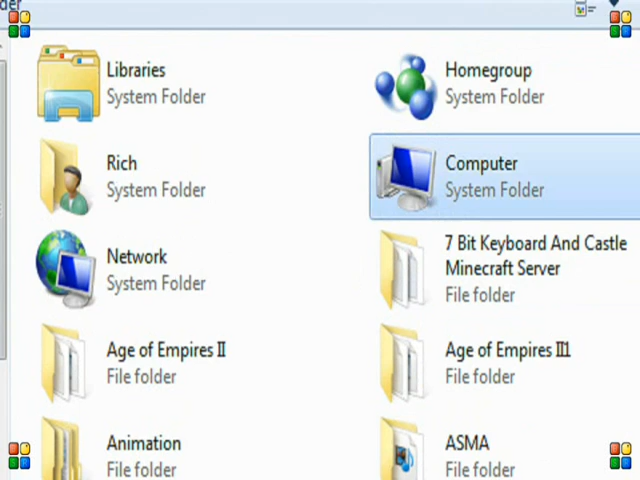 Libraries
System Folder
Homegroup
System Folder
Rich
System Folder
Computer
System Folder
Network
System Folder
7 Bit Keyboard And Castle
Minecraft Server
File folder
Age of Empires II
File folder
Age of Empires II1
File folder
Animation
File folder
ASMA
File folder